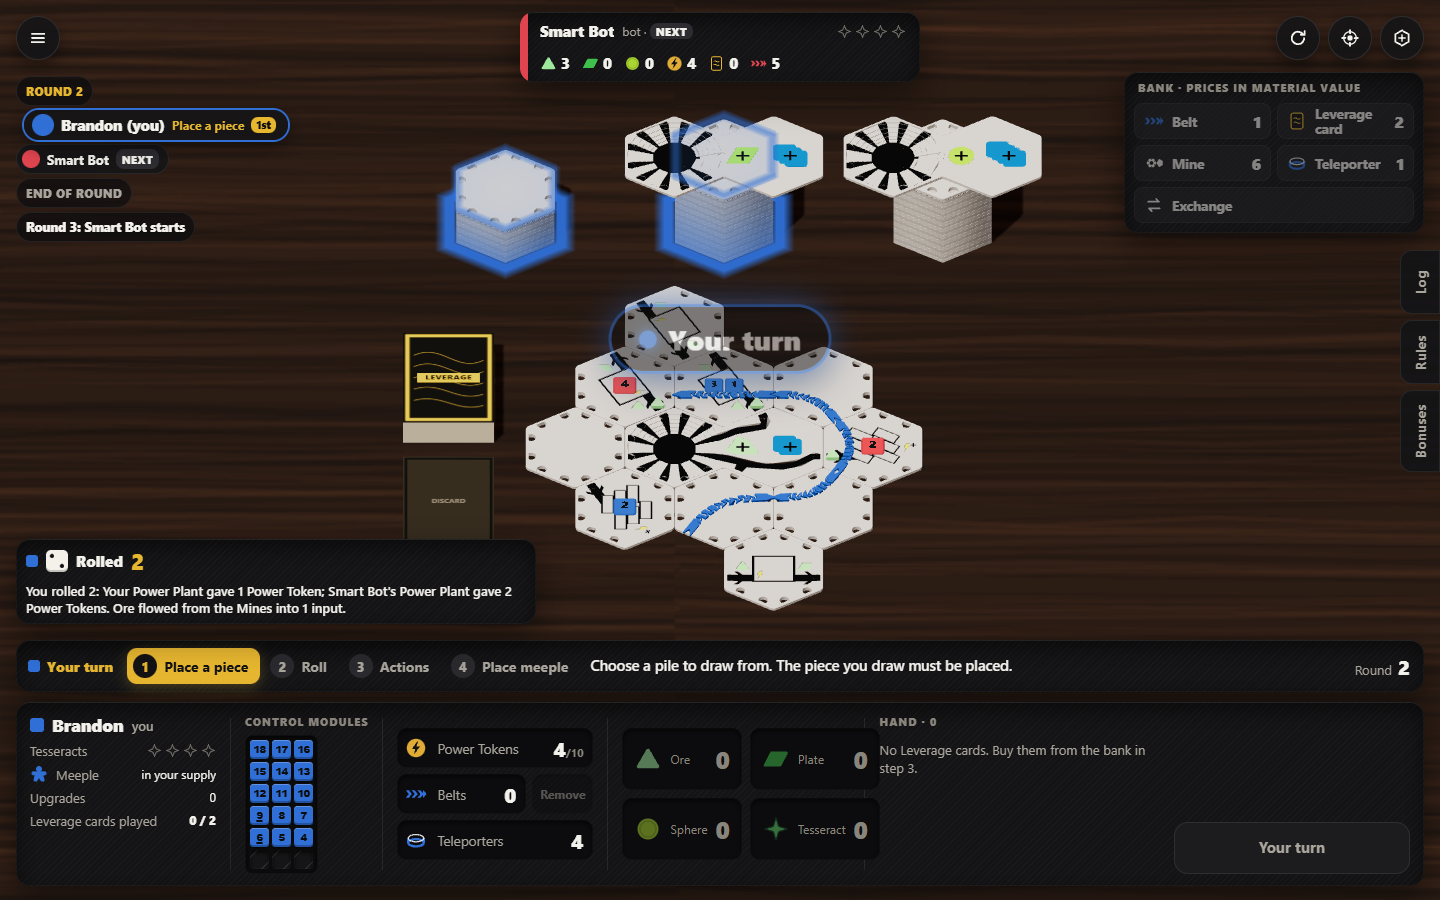 Smart Bot bot · NEXT
3 0 0 4 0 5
ROUND 2
Brandon (you) Place a piece 1st
Smart Bot NEXT
END OF ROUND
Round 3: Smart Bot starts
BANK · PRICES IN MATERIAL VALUE
Belt 1
Leverage card 2
Mine 6
Teleporter 1
Exchange
Log
Rules
Bonuses
Your turn
LEVERAGE
DISCARD
4
3 1
2
2
Rolled 2
You rolled 2: Your Power Plant gave 1 Power Token; Smart Bot's Power Plant gave 2
Power Tokens. Ore flowed from the Mines into 1 input.
Your turn 1 Place a piece 2 Roll 3 Actions 4 Place meeple Choose a pile to draw from. The piece you draw must be placed. Round 2
Brandon you
Tesseracts
Meeple in your supply
Upgrades 0
Leverage cards played 0 / 2
CONTROL MODULES
18 17 16
15 14 13
12 11 10
9 8 7
6 5 4
Power Tokens 4/10
Belts 0 Remove
Teleporters 4
Ore 0
Plate 0
Sphere 0
Tesseract 0
HAND · 0
No Leverage cards. Buy them from the bank in
step 3.
Your turn